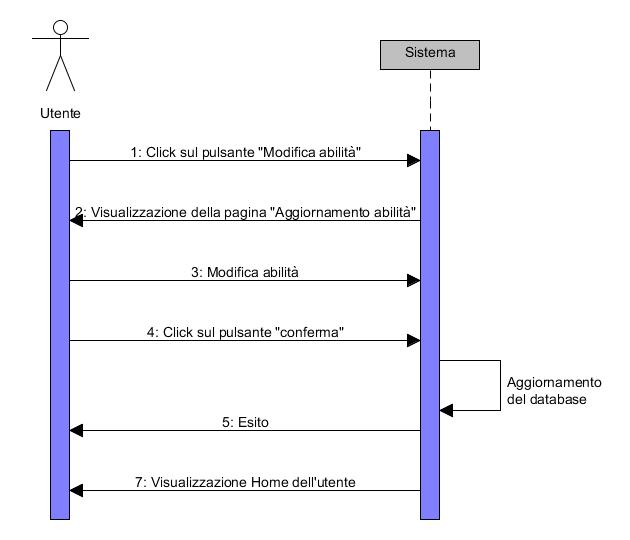 Sistema
Utente
1: Click sul pulsante "Modifica abilità"
2: Visualizzazione della pagina "Aggiornamento abilità"
3: Modifica abilità
4: Click sul pulsante "conferma"
Aggiornamento
del database
5: Esito
7: Visualizzazione Home dell'utente